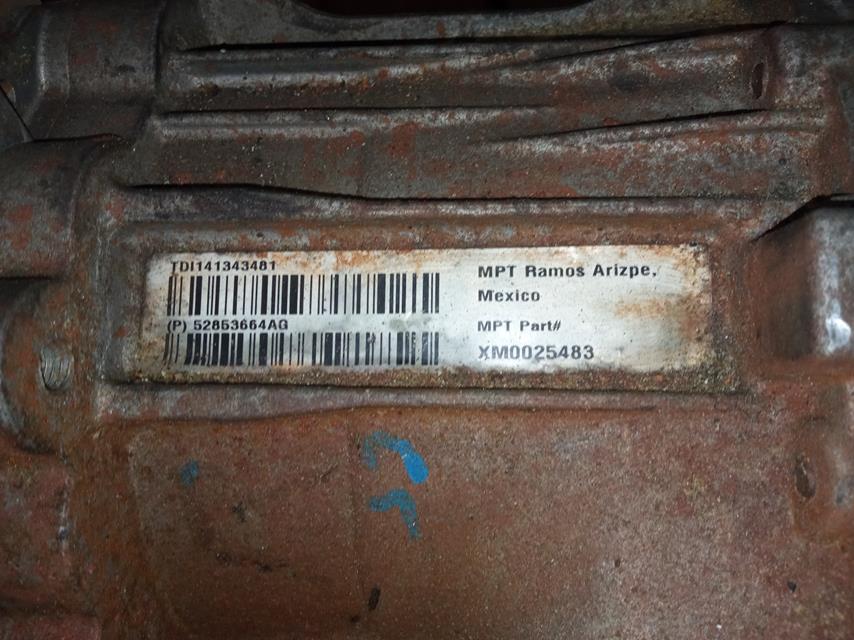 TDI141343481
(P) 52853664AG
MPT Ramos Arizpe,
Mexico
MPT Part#
XM0025483